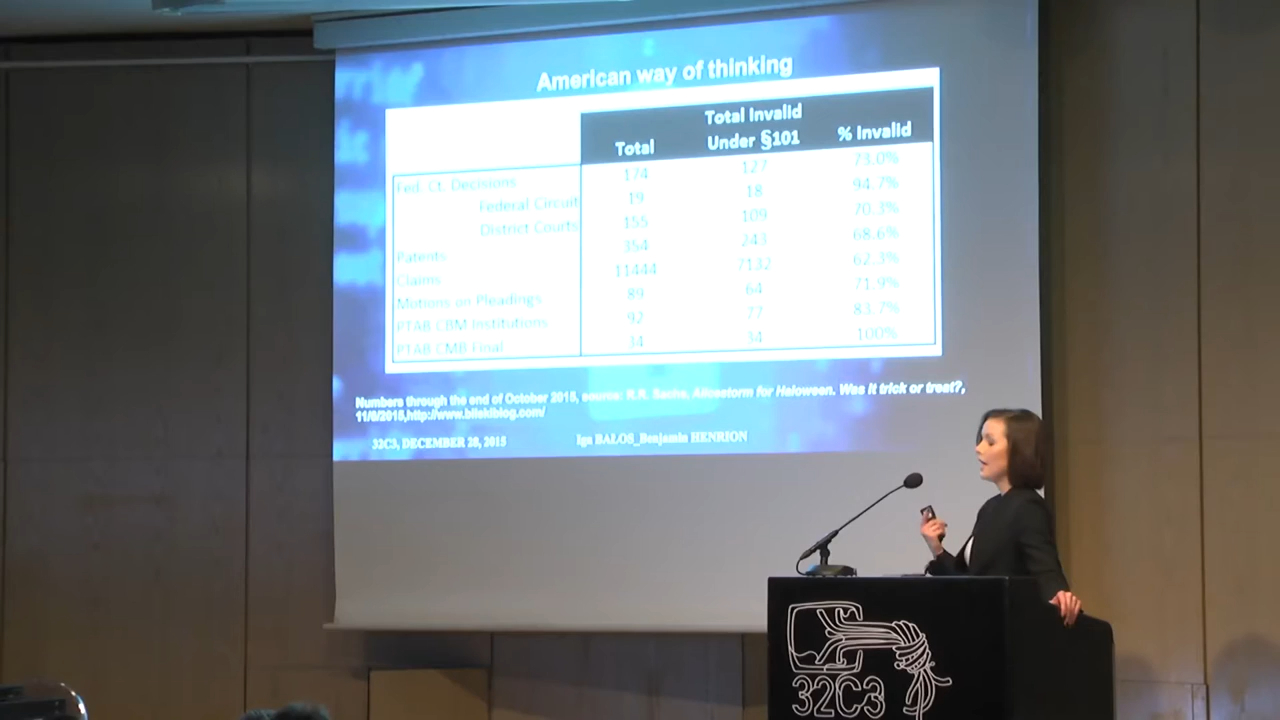 American way of thinking
Total Invalid
Total Under §101 % Invalid
Fed. Ct. Decisions 174 127 73.0%
Federal Circuit 19 18 94.7%
District Courts 155 109 70.3%
Patents 354 243 68.6%
Claims 11444 7132 62.3%
Motions on Pleadings 89 64 71.9%
PTAB CBM Institutions 92 77 83.7%
PTAB CMB Final 34 34 100%
Numbers through the end of October 2015, source: R.R. Sachs, Alicestorm for Haloween. Was it trick or treat?,
11/6/2015,http://www.bilskiblog.com/
32C3, DECEMBER 28, 2015 Iga BAŁOS_Benjamin HENRION
32C3